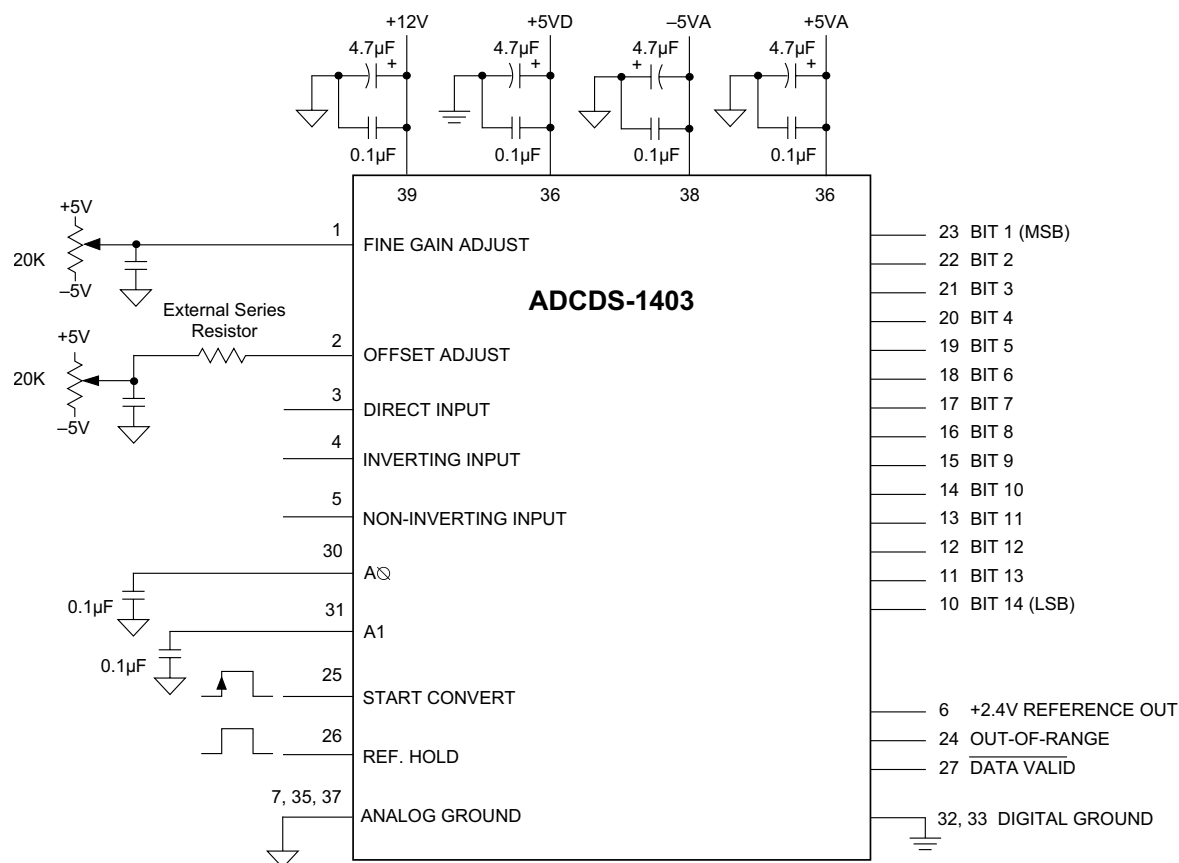 +12V
+5VD
–5VA
+5VA
4.7µF
4.7µF
4.7µF
4.7µF
+
+
+
+
0.1µF
0.1µF
0.1µF
0.1µF
39
36
38
36
+5V
20K
–5V
1
FINE GAIN ADJUST
External Series
Resistor
+5V
20K
–5V
2
OFFSET ADJUST
3
DIRECT INPUT
4
INVERTING INPUT
5
NON-INVERTING INPUT
30
A∅
0.1µF
31
A1
0.1µF
25
START CONVERT
26
REF. HOLD
7, 35, 37
ANALOG GROUND
ADCDS-1403
23 BIT 1 (MSB)
22 BIT 2
21 BIT 3
20 BIT 4
19 BIT 5
18 BIT 6
17 BIT 7
16 BIT 8
15 BIT 9
14 BIT 10
13 BIT 11
12 BIT 12
11 BIT 13
10 BIT 14 (LSB)
6 +2.4V REFERENCE OUT
24 OUT-OF-RANGE
27 DATA VALID
32, 33 DIGITAL GROUND